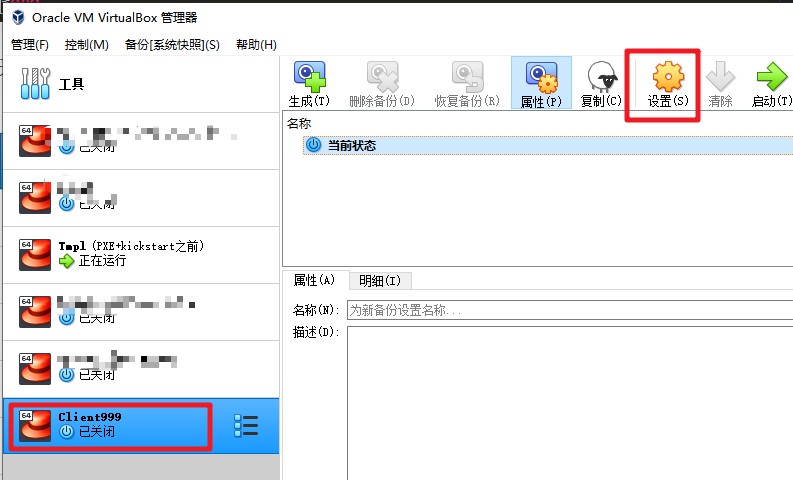 Oracle VM VirtualBox 管理器
管理(F) 控制(M) 备份[系统快照](S) 帮助(H)
工具
生成(T) 删除备份(D) 恢复备份(R) 属性(P) 复制(C) 设置(S) 清除 启动(T)
名称
当前状态
64
已关闭
64
已关闭
64
Tmpl (PXE+kickstart之前)
正在运行
64
已关闭
64
已关闭
64
Client999
已关闭
属性(A) 明细(I)
名称(N): 为新备份设置名称...
描述(D):